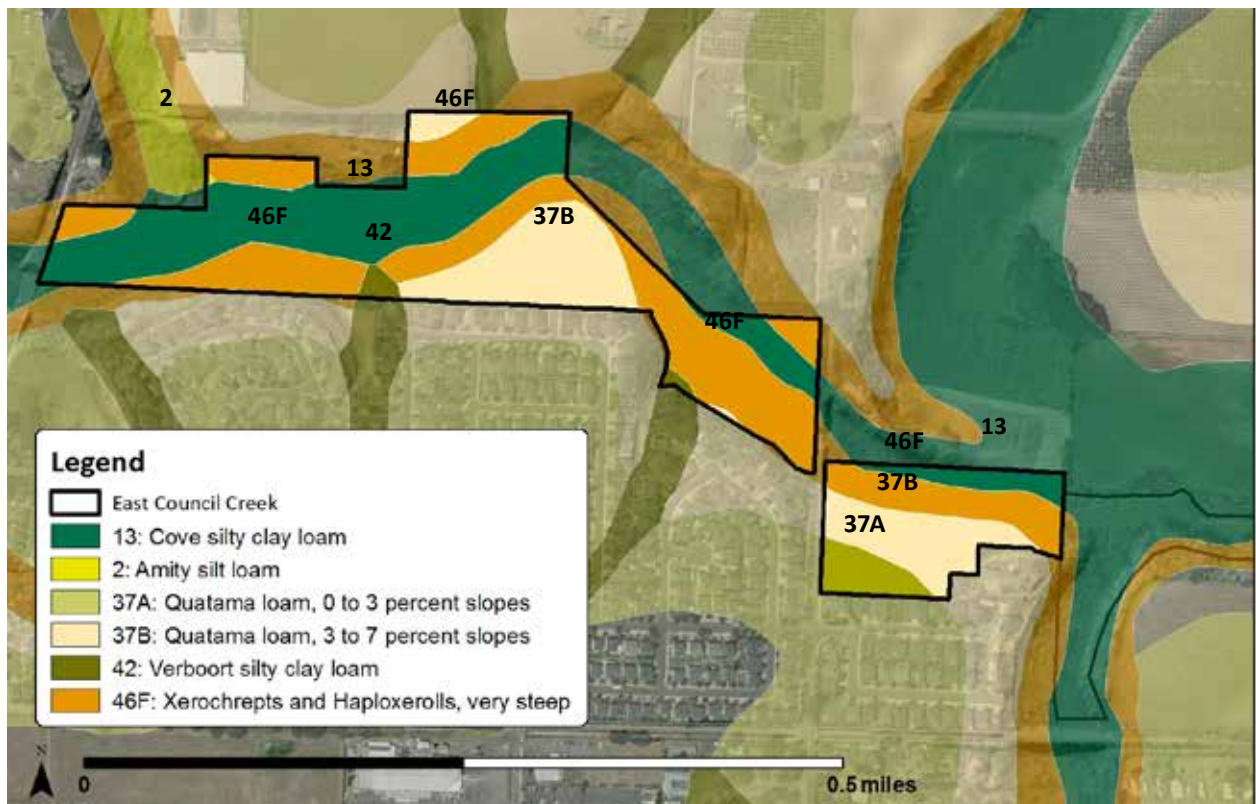 2
46F
13
46F
42
37B
46F
13
46F
37B
37A
Legend
East Council Creek
13: Cove silty clay loam
2: Amity silt loam
37A: Quatama loam, 0 to 3 percent slopes
37B: Quatama loam, 3 to 7 percent slopes
42: Verboort silty clay loam
46F: Xerochrepts and Haploxerolls, very steep
N
0
0.5 miles